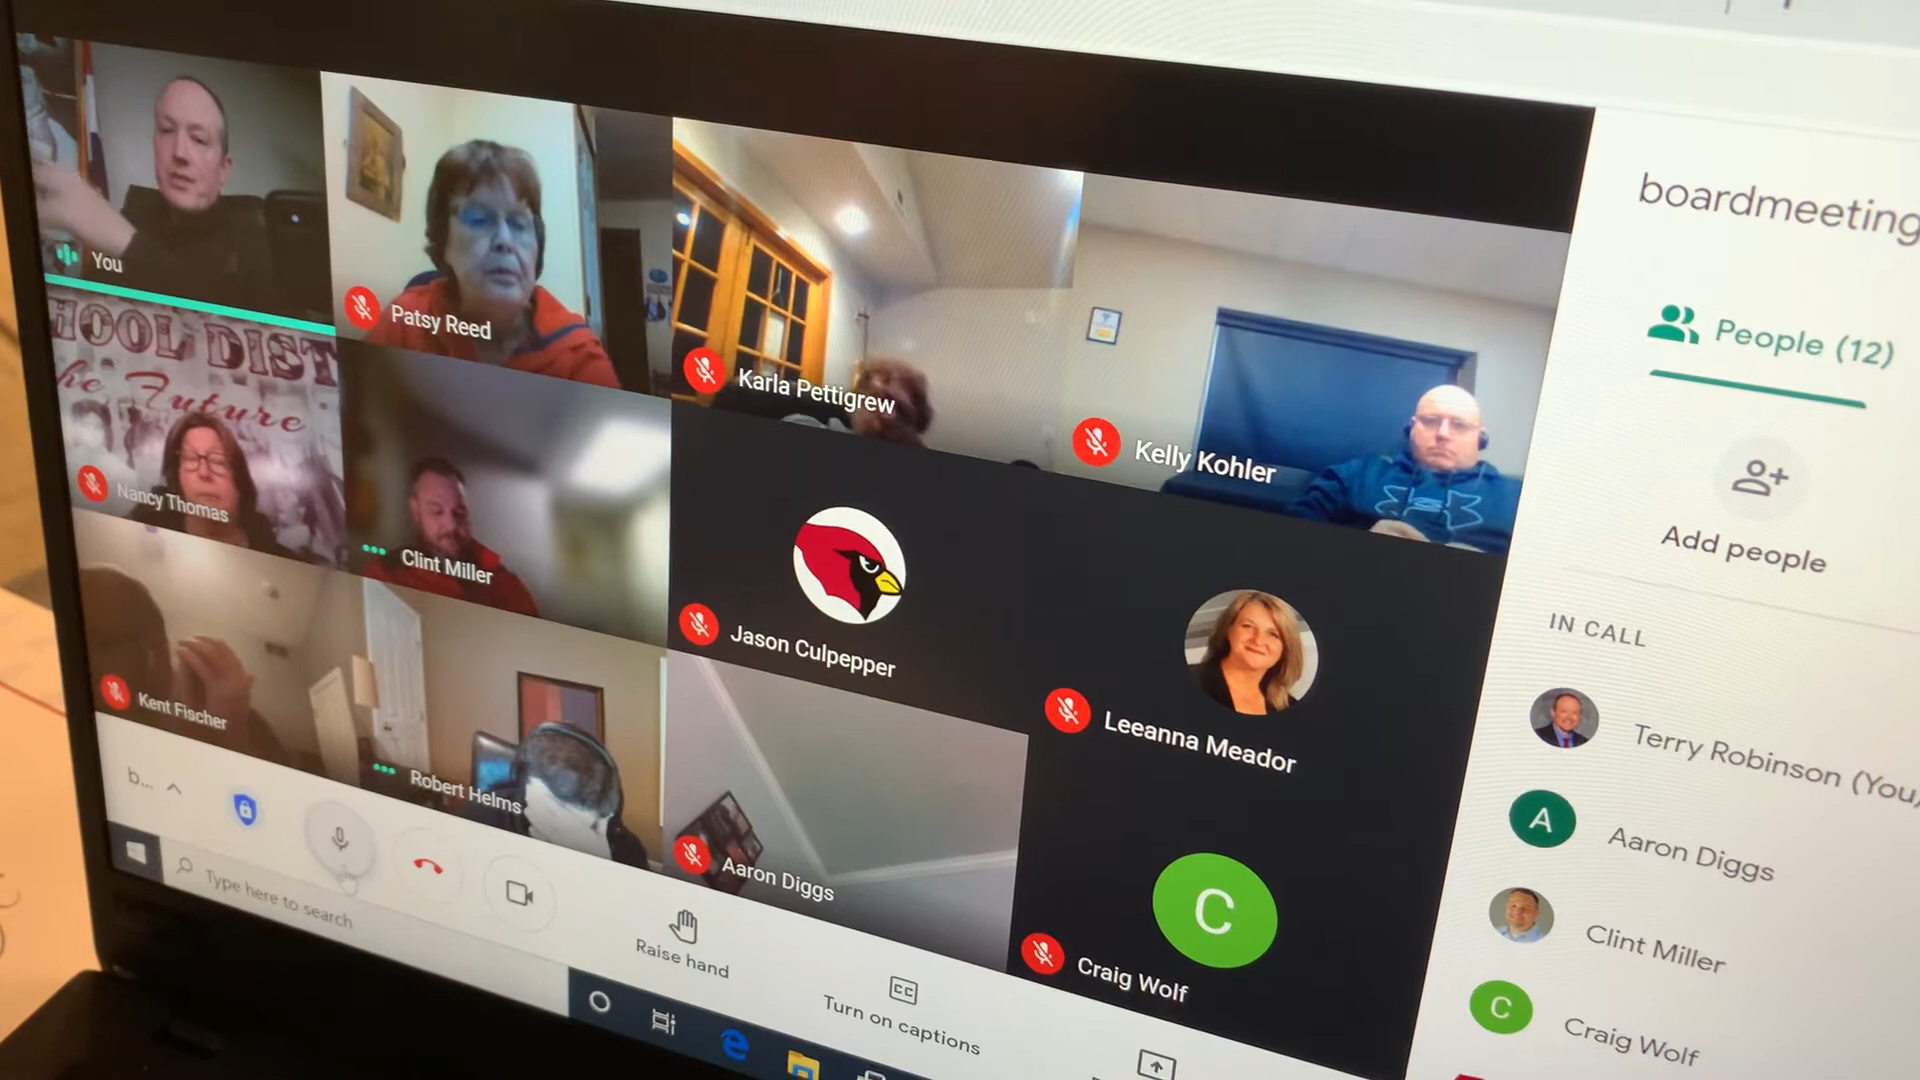 You
Patsy Reed
Karla Pettigrew
Kelly Kohler
HOOL DIST
he Future
Nancy Thomas
Clint Miller
Jason Culpepper
Leeanna Meador
Kent Fischer
Robert Helms
Aaron Diggs
C
Craig Wolf
b...
Type here to search
Raise hand
CC
Turn on captions
boardmeeting
People (12)
Add people
IN CALL
Terry Robinson (You)
A
Aaron Diggs
Clint Miller
C
Craig Wolf